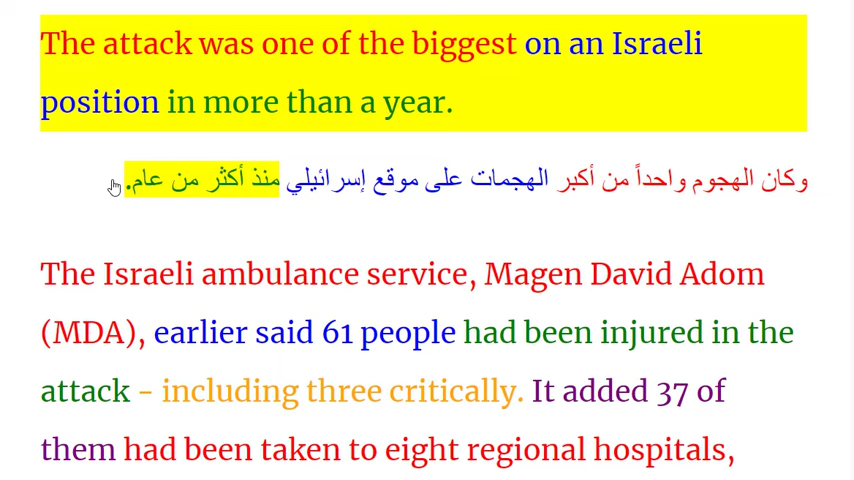 The attack was one of the biggest on an Israeli
position in more than a year.
وكان الهجوم واحداً من أكبر الهجمات على موقع إسرائيلي منذ أكثر من عام.
The Israeli ambulance service, Magen David Adom
(MDA), earlier said 61 people had been injured in the
attack - including three critically. It added 37 of
them had been taken to eight regional hospitals,